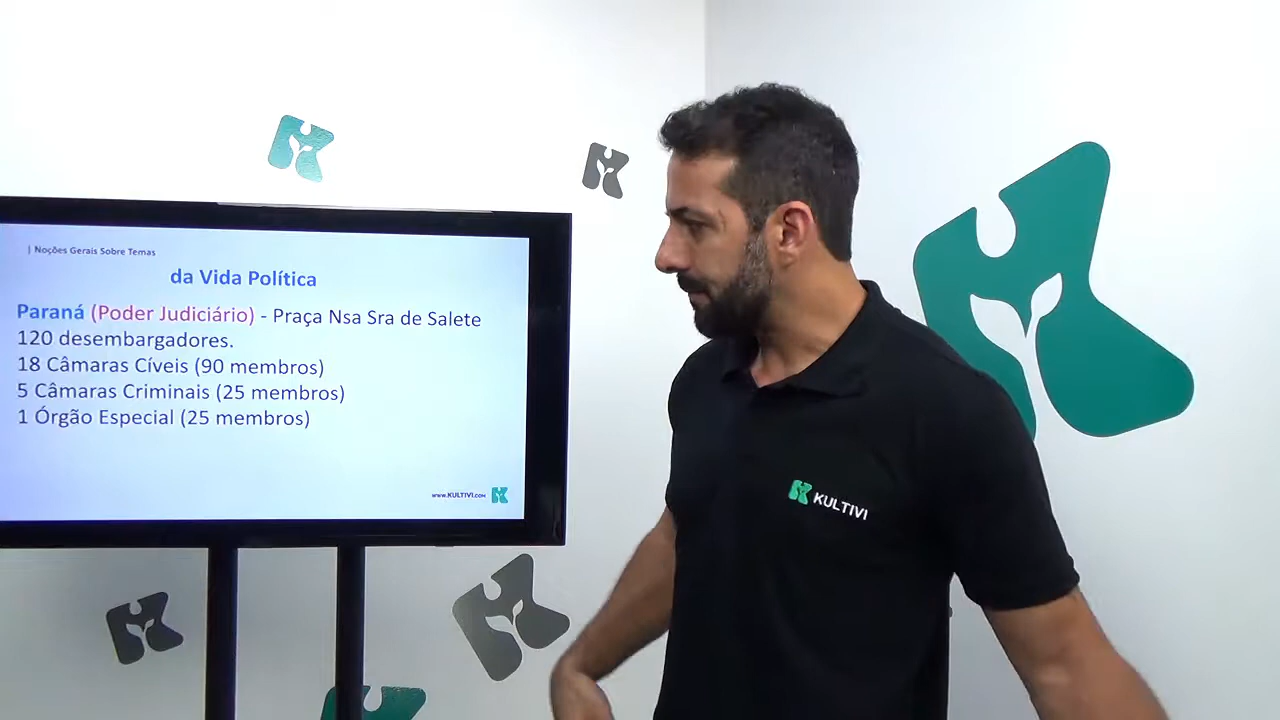 | Noções Gerais Sobre Temas
da Vida Política
Paraná (Poder Judiciário) - Praça Nsa Sra de Salete
120 desembargadores.
18 Câmaras Cíveis (90 membros)
5 Câmaras Criminais (25 membros)
1 Órgão Especial (25 membros)
www.KULTIVI.com
KULTIVI